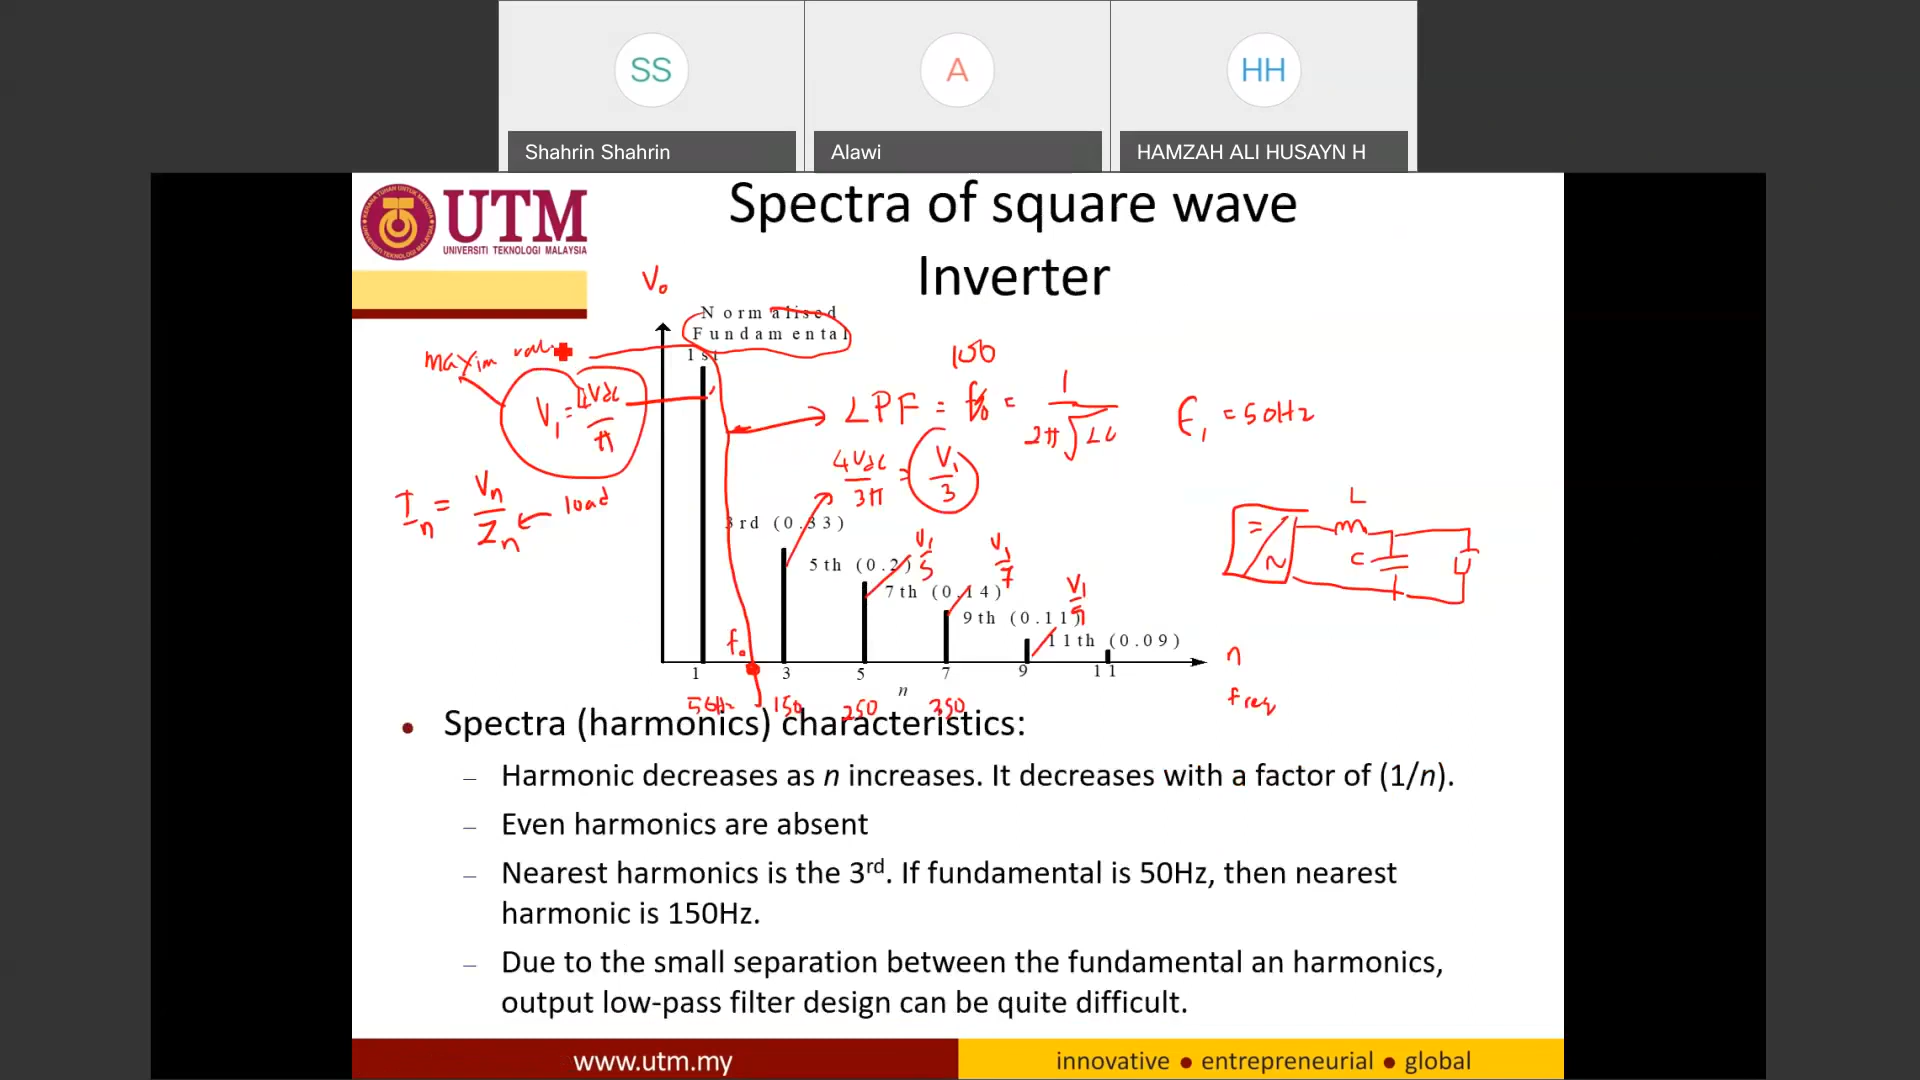 SS
A
HH
Shahrin Shahrin
Alawi
HAMZAH ALI HUSAYN H
UTM
UNIVERSITI TEKNOLOGI MALAYSIA
Spectra of square wave
Inverter
V₀
Normalised
Fundamental
1st
maxim
V₁ = 4Vdc/π
Iₙ = Vₙ/Zₙ ← load
100
LPF = f₀ = 1/2π√LC
F₁ = 50Hz
4Vdc/3π = V₁/3
L
C
3rd (0.33)
5th (0.2)
V₁/5
7th (0.14)
V₁/7
9th (0.11)
V₁/9
11th (0.09)
f₀
1 3 5 7 9 11
n
n
freq
50Hz 150 250 350
• Spectra (harmonics) characteristics:
– Harmonic decreases as n increases. It decreases with a factor of (1/n).
– Even harmonics are absent
– Nearest harmonics is the 3rd. If fundamental is 50Hz, then nearest
harmonic is 150Hz.
– Due to the small separation between the fundamental an harmonics,
output low-pass filter design can be quite difficult.
www.utm.my
innovative ● entrepreneurial ● global